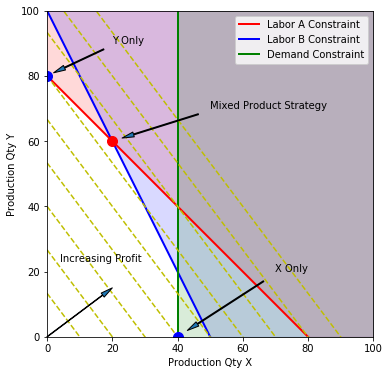 100
80
60
40
20
0
Production Qty Y
Labor A Constraint
Labor B Constraint
Demand Constraint
Y Only
Mixed Product Strategy
Increasing Profit
X Only
0 20 40 60 80 100
Production Qty X